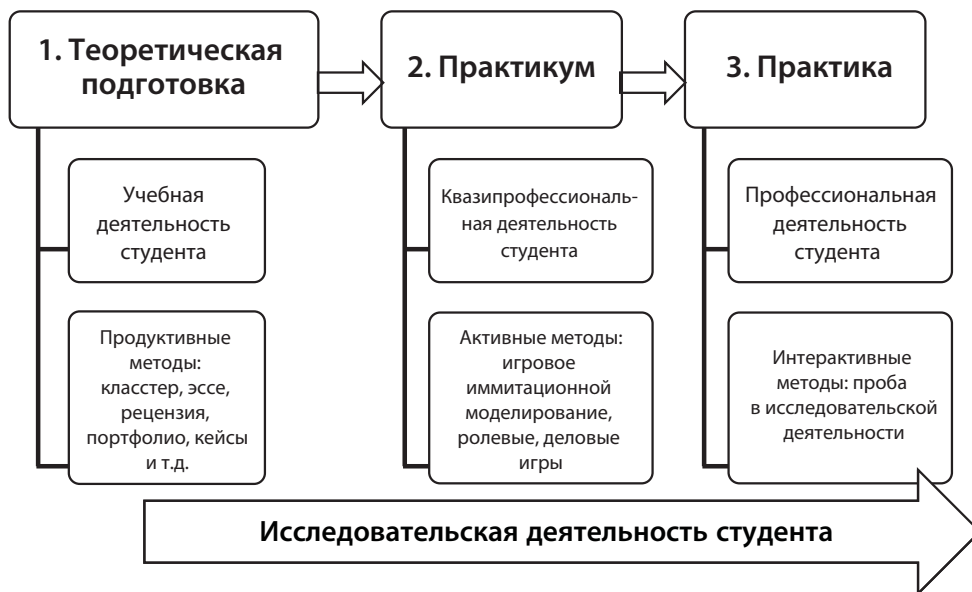 1. Теоретическая
подготовка
2. Практикум
3. Практика
Учебная
деятельность
студента
Квазипрофессиональ-
ная деятельность
студента
Профессиональная
деятельность
студента
Продуктивные
методы:
класстер, эссе,
рецензия,
портфолио, кейсы
и т.д.
Активные методы:
игровое
иммитационной
моделирование,
ролевые, деловые
игры
Интерактивные
методы: проба
в исследовательской
деятельности
Исследовательская деятельность студента